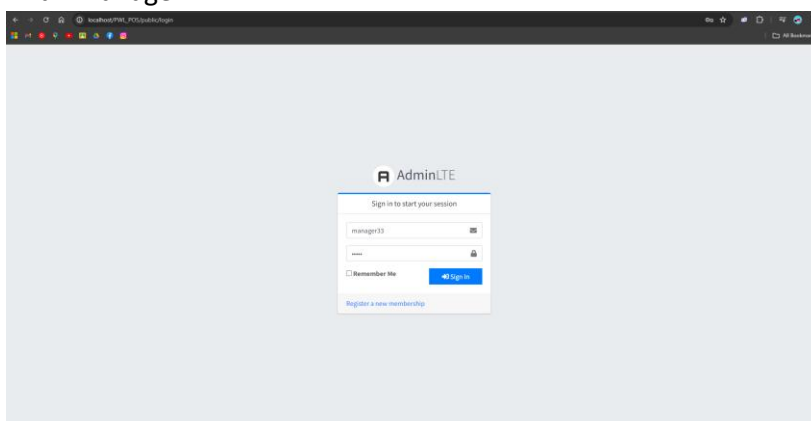 localhost/PWL_POS/public/login
All Bookmar
AdminLTE
Sign in to start your session
manager33
•••••
Remember Me
Sign In
Register a new membership